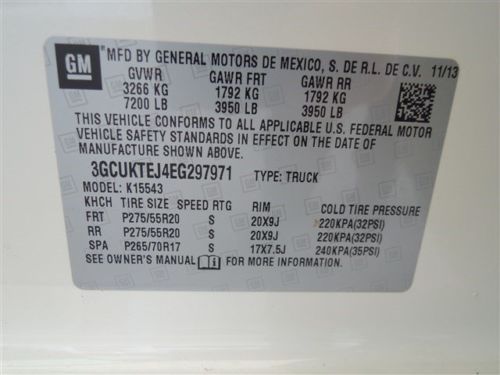 GM MFD BY GENERAL MOTORS DE MEXICO, S. DE R.L. DE C.V. 11/13
GVWR GAWR FRT GAWR RR
3266 KG 1792 KG 1792 KG
7200 LB 3950 LB 3950 LB
THIS VEHICLE CONFORMS TO ALL APPLICABLE U.S. FEDERAL MOTOR
VEHICLE SAFETY STANDARDS IN EFFECT ON THE DATE OF
MANUFACTURE SHOWN ABOVE.
3GCUKTEJ4EG297971 TYPE: TRUCK
MODEL: K15543
KHCH TIRE SIZE SPEED RTG RIM COLD TIRE PRESSURE
FRT P275/55R20 S 20X9J 220KPA(32PSI)
RR P275/55R20 S 20X9J 220KPA(32PSI)
SPA P265/70R17 S 17X7.5J 240KPA(35PSI)
SEE OWNER'S MANUAL FOR MORE INFORMATION.